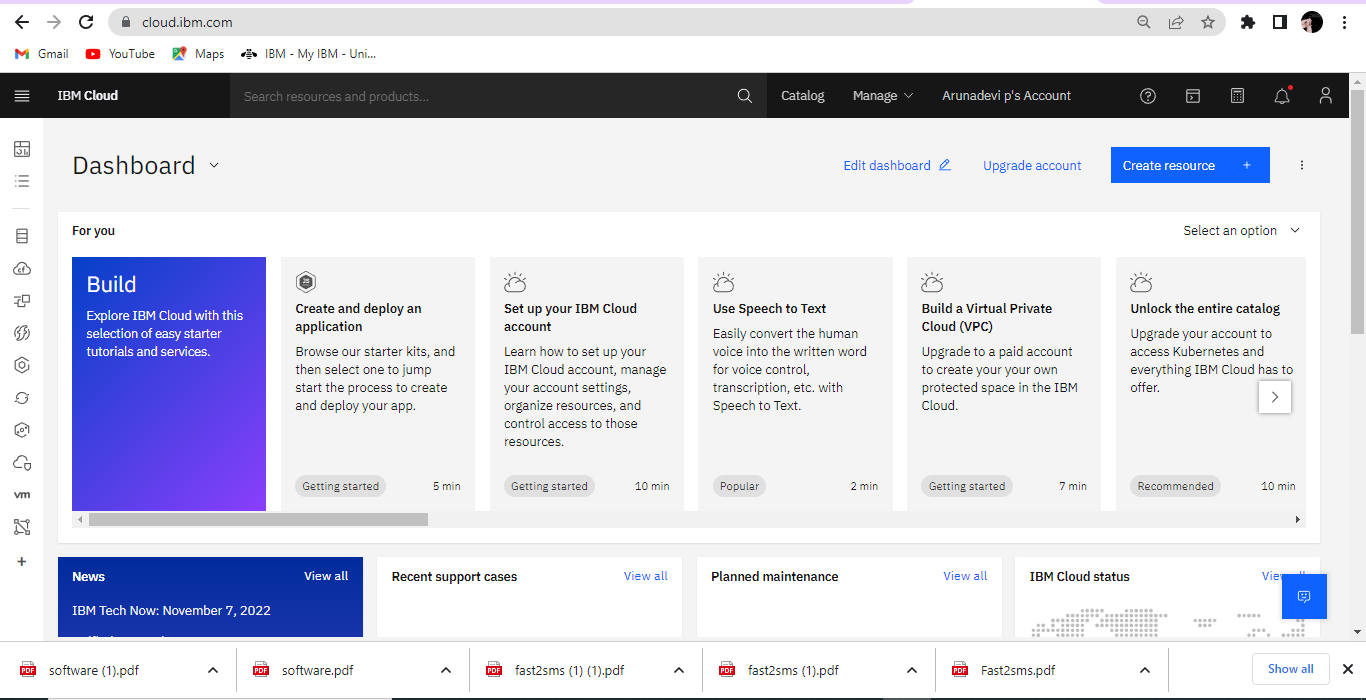 cloud.ibm.com
Gmail
YouTube
Maps
IBM - My IBM - Uni...
IBM Cloud
Search resources and products...
Catalog
Manage
Arunadevi p's Account
Dashboard
Edit dashboard
Upgrade account
Create resource +
For you
Select an option
Build
Explore IBM Cloud with this
selection of easy starter
tutorials and services.
Create and deploy an
application
Browse our starter kits, and
then select one to jump
start the process to create
and deploy your app.
Getting started
5 min
Set up your IBM Cloud
account
Learn how to set up your
IBM Cloud account, manage
your account settings,
organize resources, and
control access to those
resources.
Getting started
10 min
Use Speech to Text
Easily convert the human
voice into the written word
for voice control,
transcription, etc. with
Speech to Text.
Popular
2 min
Build a Virtual Private
Cloud (VPC)
Upgrade to a paid account
to create your your own
protected space in the IBM
Cloud.
Getting started
7 min
Unlock the entire catalog
Upgrade your account to
access Kubernetes and
everything IBM Cloud has to
offer.
Recommended
10 min
vm
News
View all
IBM Tech Now: November 7, 2022
Recent support cases
View all
Planned maintenance
View all
IBM Cloud status
software (1).pdf
software.pdf
fast2sms (1) (1).pdf
fast2sms (1).pdf
Fast2sms.pdf
Show all